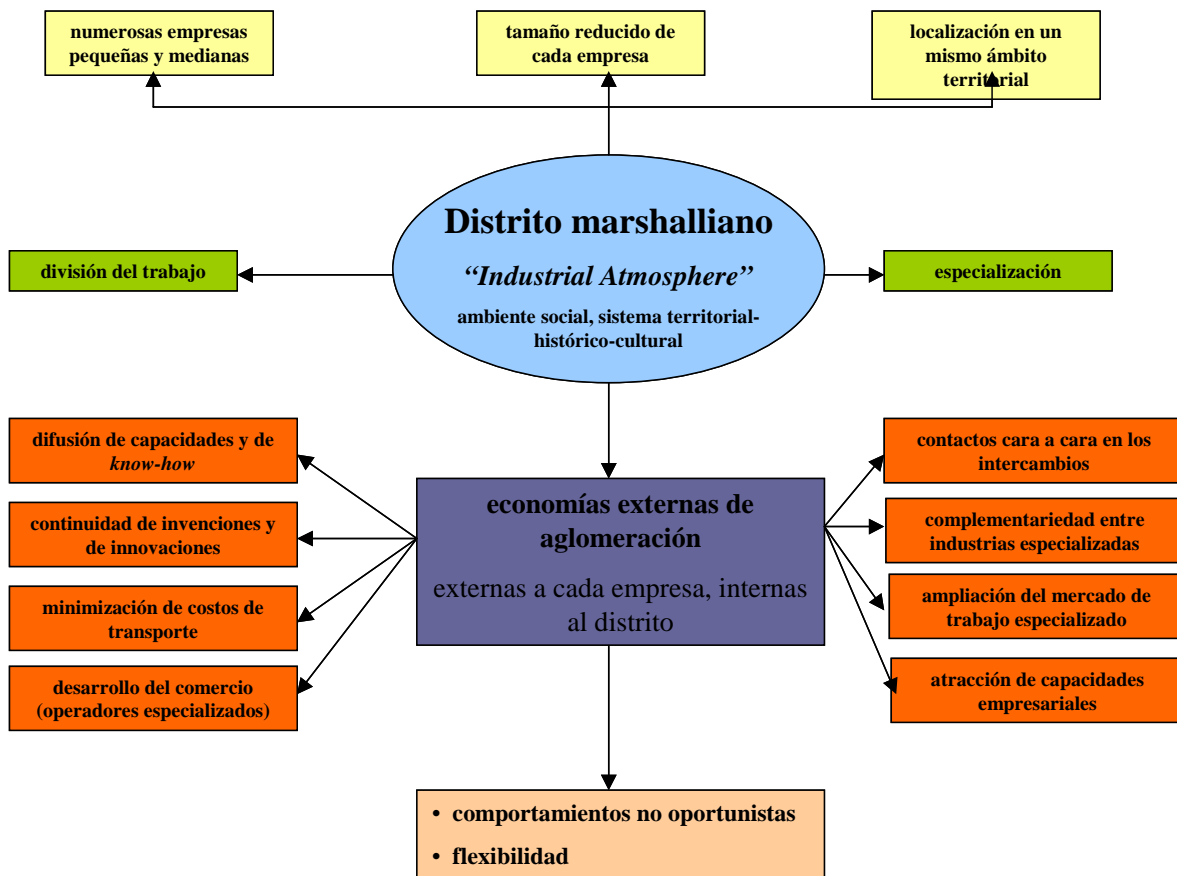 numerosas empresas
pequeñas y medianas
tamaño reducido de
cada empresa
localización en un
mismo ámbito
territorial
Distrito marshalliano
“Industrial Atmosphere”
ambiente social, sistema territorial-
histórico-cultural
división del trabajo
especialización
difusión de capacidades y de
know-how
continuidad de invenciones y
de innovaciones
minimización de costos de
transporte
desarrollo del comercio
(operadores especializados)
economías externas de
aglomeración
externas a cada empresa, internas
al distrito
contactos cara a cara en los
intercambios
complementariedad entre
industrias especializadas
ampliación del mercado de
trabajo especializado
atracción de capacidades
empresariales
• comportamientos no oportunistas
• flexibilidad